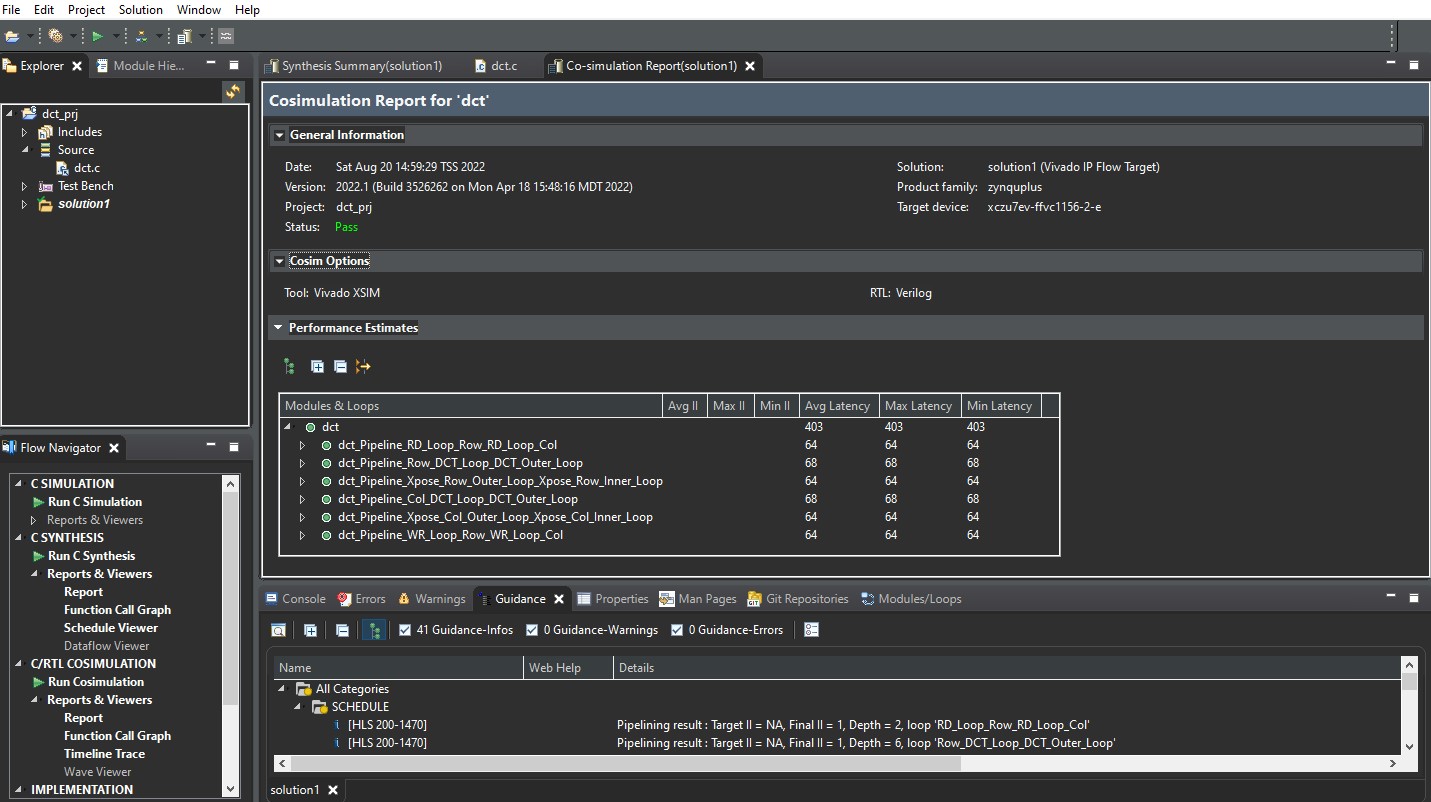 File Edit Project Solution Window Help
Explorer Module Hie...
dct_prj
Includes
Source
dct.c
Test Bench
solution1
Synthesis Summary(solution1) dct.c Co-simulation Report(solution1)
Cosimulation Report for 'dct'
General Information
Date: Sat Aug 20 14:59:29 TSS 2022 Solution: solution1 (Vivado IP Flow Target)
Version: 2022.1 (Build 3526262 on Mon Apr 18 15:48:16 MDT 2022) Product family: zynquplus
Project: dct_prj Target device: xczu7ev-ffvc1156-2-e
Status: Pass
Cosim Options
Tool: Vivado XSIM RTL: Verilog
Performance Estimates
Modules & Loops Avg II Max II Min II Avg Latency Max Latency Min Latency
dct 403 403 403
dct_Pipeline_RD_Loop_Row_RD_Loop_Col 64 64 64
dct_Pipeline_Row_DCT_Loop_DCT_Outer_Loop 68 68 68
dct_Pipeline_Xpose_Row_Outer_Loop_Xpose_Row_Inner_Loop 64 64 64
dct_Pipeline_Col_DCT_Loop_DCT_Outer_Loop 68 68 68
dct_Pipeline_Xpose_Col_Outer_Loop_Xpose_Col_Inner_Loop 64 64 64
dct_Pipeline_WR_Loop_Row_WR_Loop_Col 64 64 64
Flow Navigator
C SIMULATION
Run C Simulation
Reports & Viewers
C SYNTHESIS
Run C Synthesis
Reports & Viewers
Report
Function Call Graph
Schedule Viewer
Dataflow Viewer
C/RTL COSIMULATION
Run Cosimulation
Reports & Viewers
Report
Function Call Graph
Timeline Trace
Wave Viewer
IMPLEMENTATION
Console Errors Warnings Guidance Properties Man Pages Git Repositories Modules/Loops
41 Guidance-Infos 0 Guidance-Warnings 0 Guidance-Errors
Name Web Help Details
All Categories
SCHEDULE
[HLS 200-1470] Pipelining result : Target II = NA, Final II = 1, Depth = 2, loop 'RD_Loop_Row_RD_Loop_Col'
[HLS 200-1470] Pipelining result : Target II = NA, Final II = 1, Depth = 6, loop 'Row_DCT_Loop_DCT_Outer_Loop'
solution1